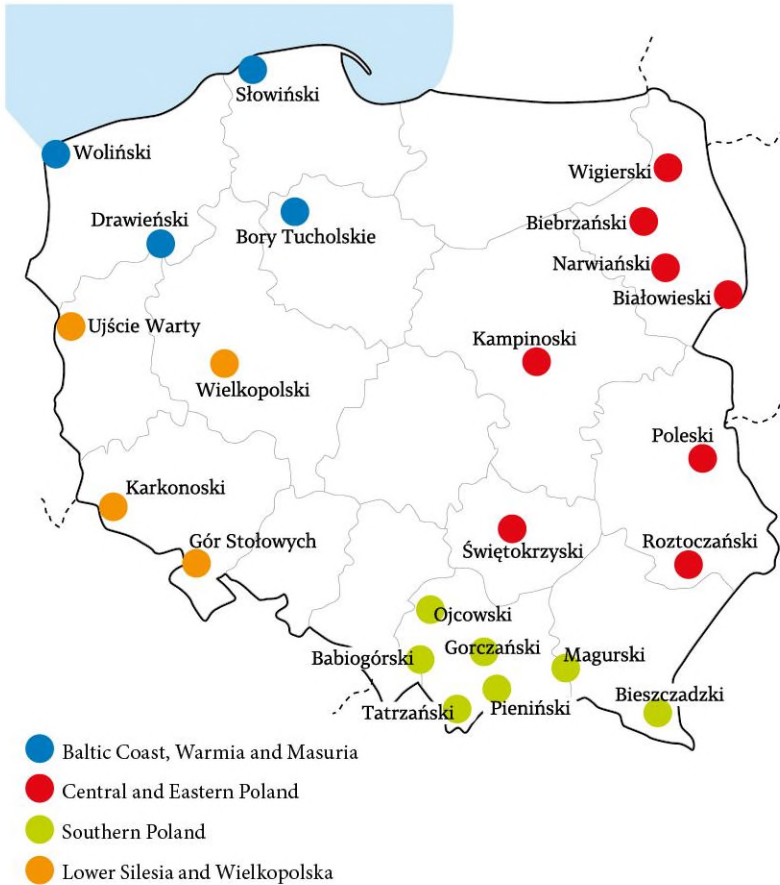 Słowiński
Woliński
Wigierski
Drawieński
Bory Tucholskie
Biebrzański
Narwiański
Białowieski
Ujście Warty
Kampinoski
Wielkopolski
Poleski
Karkonoski
Gór Stołowych
Świętokrzyski
Roztoczański
Ojcowski
Gorczański
Babiogórski
Magurski
Bieszczadzki
Tatrzański
Pieniński
Baltic Coast, Warmia and Masuria
Central and Eastern Poland
Southern Poland
Lower Silesia and Wielkopolska